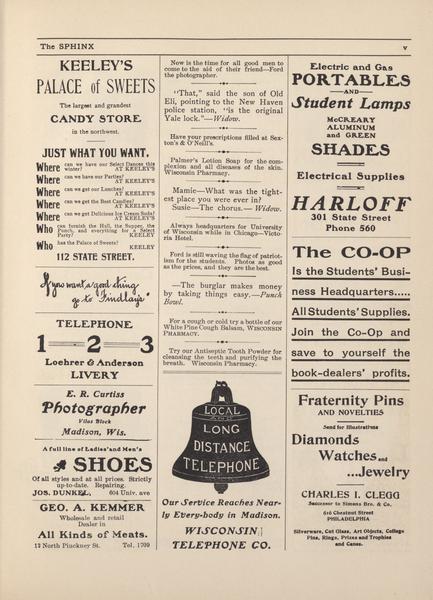 The SPHINX
v
KEELEY'S
PALACE of SWEETS
The largest and grandest
CANDY STORE
in the northwest.
JUST WHAT YOU WANT.
Where can we have our Select Dances this
winter? AT KEELEY'S
Where can we have our Parties?
AT KEELEY'S
Where can we get our Lunches?
AT KEELEY'S
Where can we get the Best Candies?
AT KEELEY'S
Where can we get Delicious Ice Cream Soda?
AT KEELEY'S
Who can furnish the Hall, the Supper, the
Punch, and everything for a Select
Party? KEELEY
Who has the Palace of Sweets?
KEELEY
112 STATE STREET.
If you want a good thing
go to Findlay's
TELEPHONE
1-2-3
Loehrer & Anderson
LIVERY
E. R. Curtiss
Photographer
Vilas Block
Madison, Wis.
A full line of Ladies' and Men's
SHOES
Of all styles and at all prices. Strictly
up-to-date. Repairing.
JOS. DUNKEL, 604 Univ. ave
GEO. A. KEMMER
Wholesale and retail
Dealer in
All Kinds of Meats.
13 North Pinckney St. Tel. 1700
Now is the time for all good men to
come to the aid of their friend—Ford
the photographer.
"That," said the son of Old
Eli, pointing to the New Haven
police station, "is the original
Yale lock."—Widow.
Have your prescriptions filled at Sex-
ton's & O'Neill's.
Palmer's Lotion Soap for the com-
plexion and all diseases of the skin.
Wisconsin Pharmacy.
Mamie—What was the tight-
est place you were ever in?
Susie—The chorus.—Widow.
Always headquarters for University
of Wisconsin while in Chicago—Victo-
ria Hotel.
Ford is still waving the flag of patriot-
ism for the students. Photos as good
as the prices, and they are the best.
—The burglar makes money
by taking things easy.—Punch
Bowl.
For a cough or cold try a bottle of our
White Pine Cough Balsam, WISCONSIN
PHARMACY.
Try our Antiseptic Tooth Powder for
cleansing the teeth and purifying the
breath. Wisconsin Pharmacy.
LOCAL
AND
LONG
DISTANCE
TELEPHONE
Our Service Reaches Near-
ly Every-body in Madison.
WISCONSIN
TELEPHONE CO.
Electric and Gas
PORTABLES
—AND—
Student Lamps
McCREARY
ALUMINUM
and GREEN
SHADES
Electrical Supplies
HARLOFF
301 State Street
Phone 560
The CO-OP
Is the Students' Busi-
ness Headquarters.....
All Students' Supplies.
Join the Co-Op and
save to yourself the
book-dealers' profits.
Fraternity Pins
AND NOVELTIES
Send for Illustrations
Diamonds
Watches and
...Jewelry
CHARLES I. CLEGG
Successor to Simons Bro. & Co.
616 Chestnut Street
PHILADELPHIA
Silverware, Cut Glass, Art Objects, College
Pins, Rings, Prizes and Trophies
and Canes.